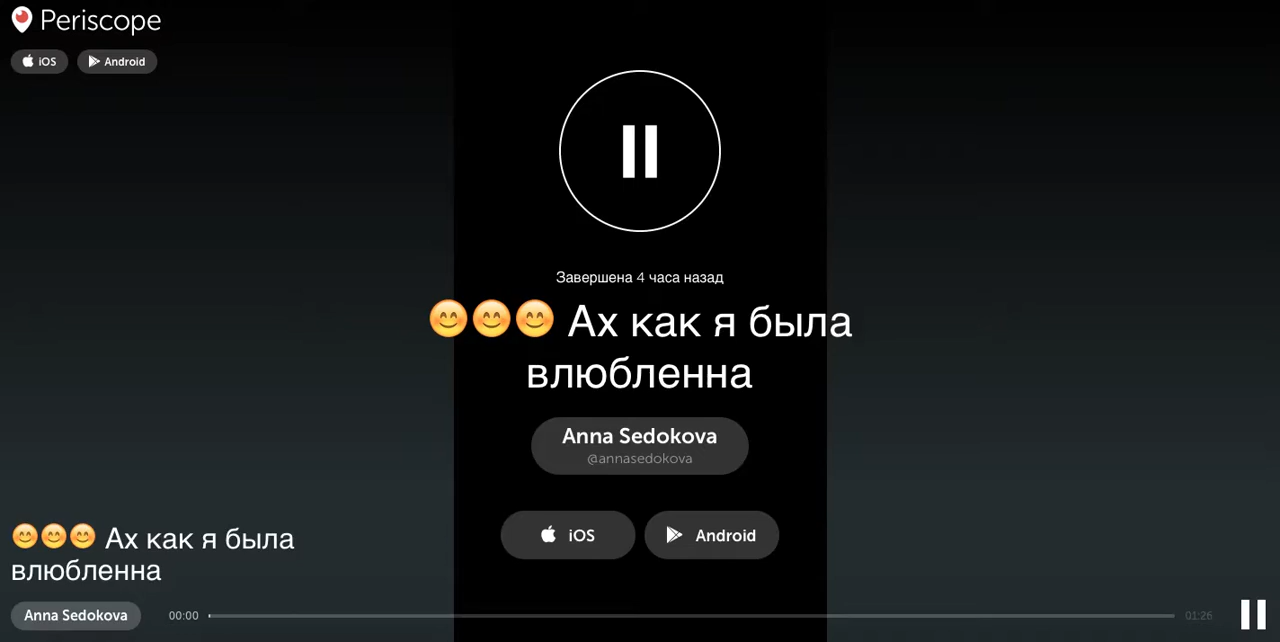 Periscope
iOS
Android
Завершена 4 часа назад
😊😊😊 Ах как я была
влюбленна
Anna Sedokova
@annasedokova
iOS
Android
😊😊😊 Ах как я была
влюбленна
Anna Sedokova
00:00
01:26